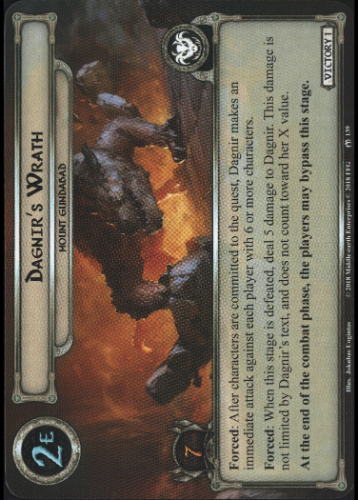 2E
DAGNIR'S WRATH
MOUNT GUNDABAD
7
Forced: After characters are committed to the quest, Dagnir makes an
immediate attack against each player with 6 or more characters.
Forced: When this stage is defeated, deal 5 damage to Dagnir. This damage is
not limited by Dagnir's text, and does not count toward her X value.
At the end of the combat phase, the players may bypass this stage.
VICTORY 1
Illus. Jokubas Uogintas © 2018 Middle-earth Enterprises © 2018 FFG 139